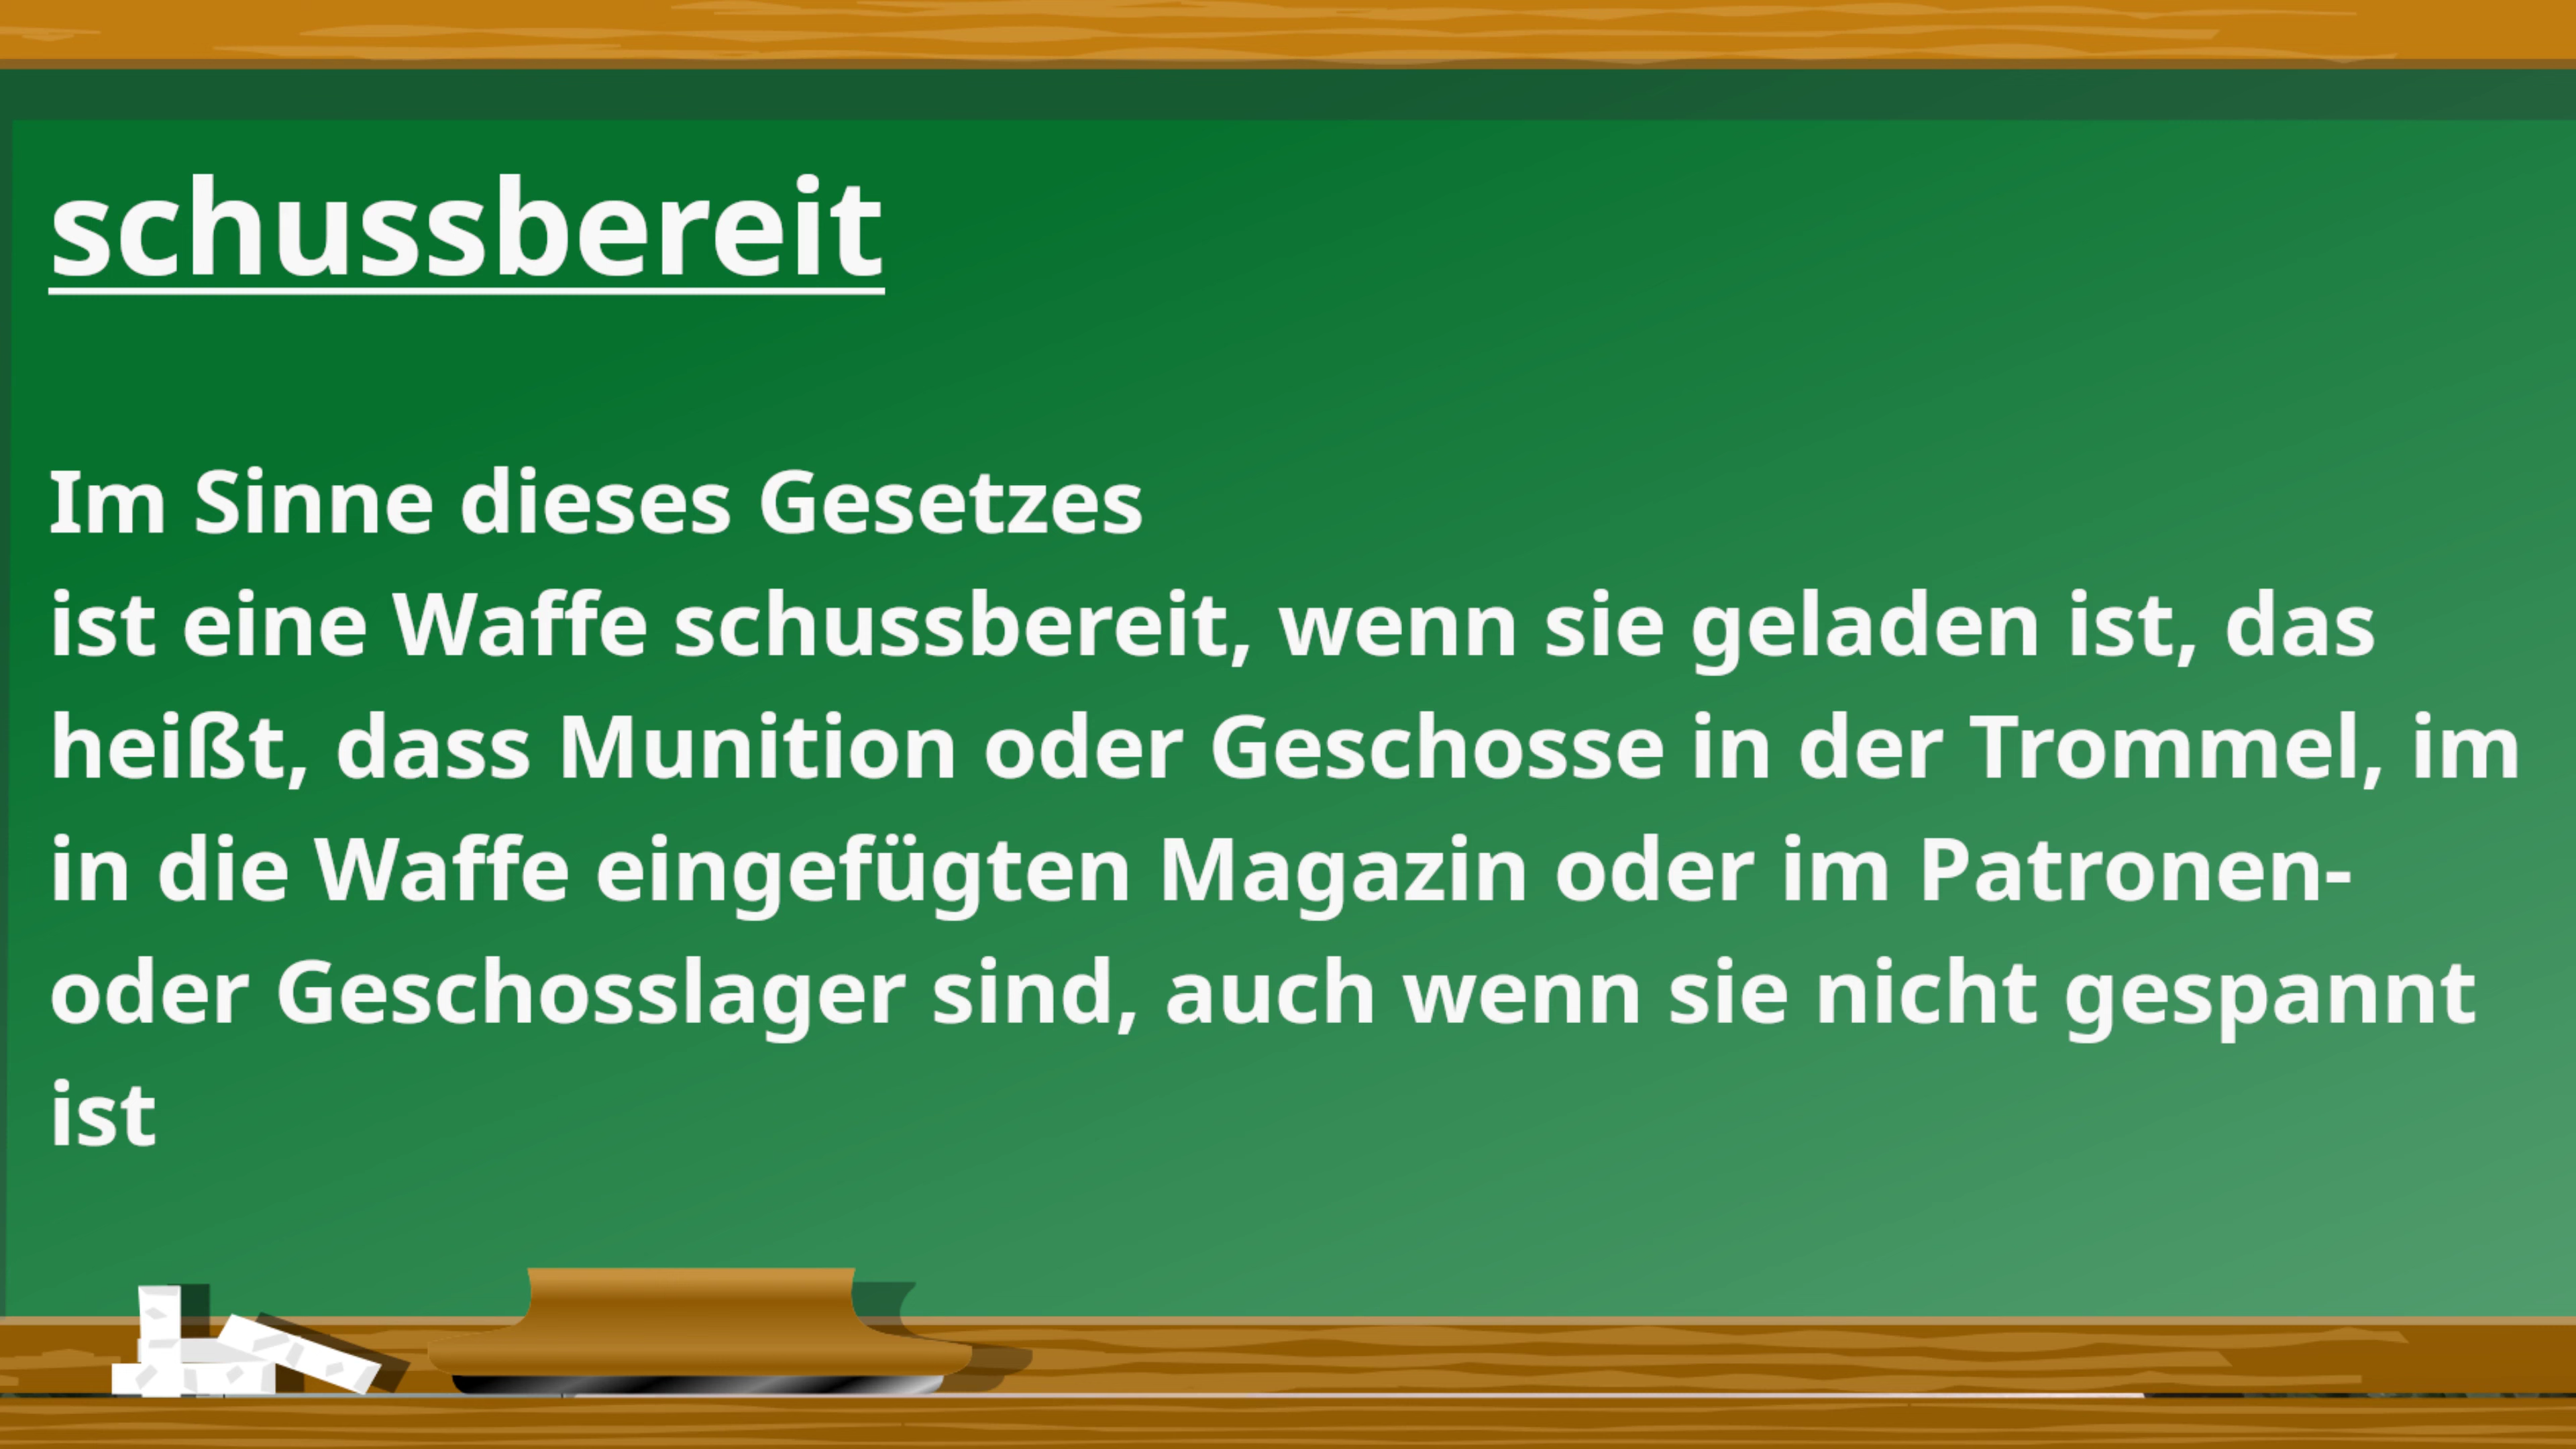 schussbereit
Im Sinne dieses Gesetzes
ist eine Waffe schussbereit, wenn sie geladen ist, das
heißt, dass Munition oder Geschosse in der Trommel, im
in die Waffe eingefügten Magazin oder im Patronen-
oder Geschosslager sind, auch wenn sie nicht gespannt
ist